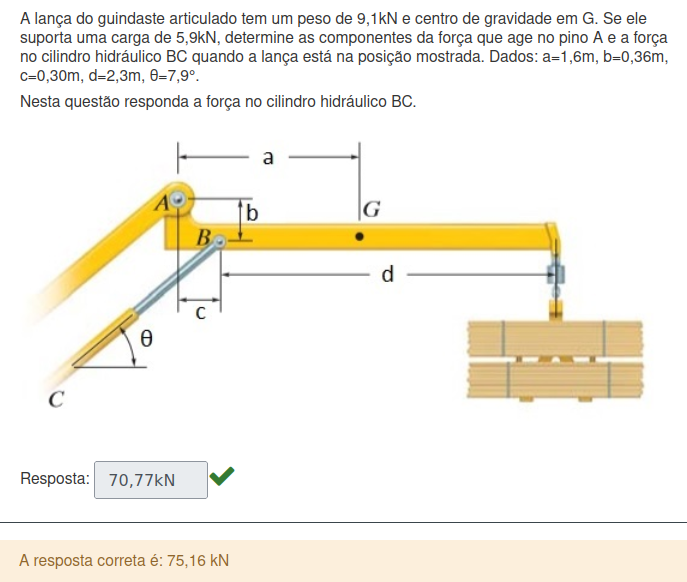 A lança do guindaste articulado tem um peso de 9,1kN e centro de gravidade em G. Se ele
suporta uma carga de 5,9kN, determine as componentes da força que age no pino A e a força
no cilindro hidráulico BC quando a lança está na posição mostrada. Dados: a=1,6m, b=0,36m,
c=0,30m, d=2,3m, θ=7,9°.
Nesta questão responda a força no cilindro hidráulico BC.
a
A
b
G
B
d
c
θ
C
Resposta: 70,77kN
A resposta correta é: 75,16 kN